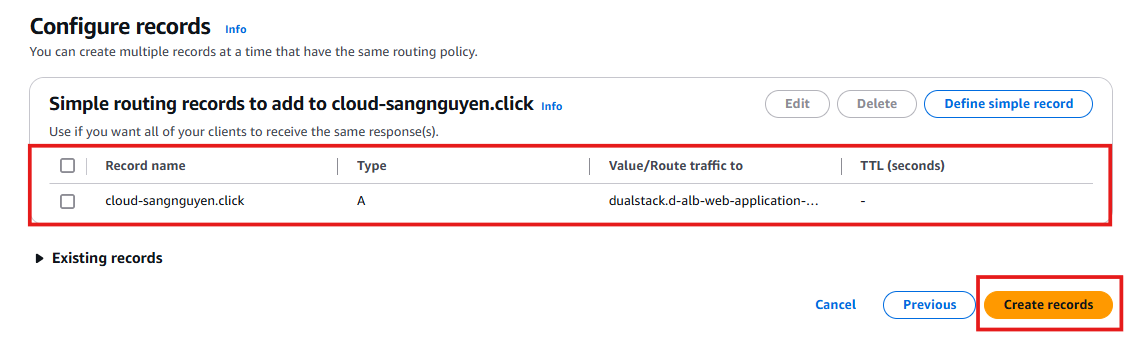 Configure records Info
You can create multiple records at a time that have the same routing policy.
Simple routing records to add to cloud-sangnguyen.click Info
Edit Delete Define simple record
Use if you want all of your clients to receive the same response(s).
Record name Type Value/Route traffic to TTL (seconds)
cloud-sangnguyen.click A dualstack.d-alb-web-application-... -
Existing records
Cancel Previous Create records